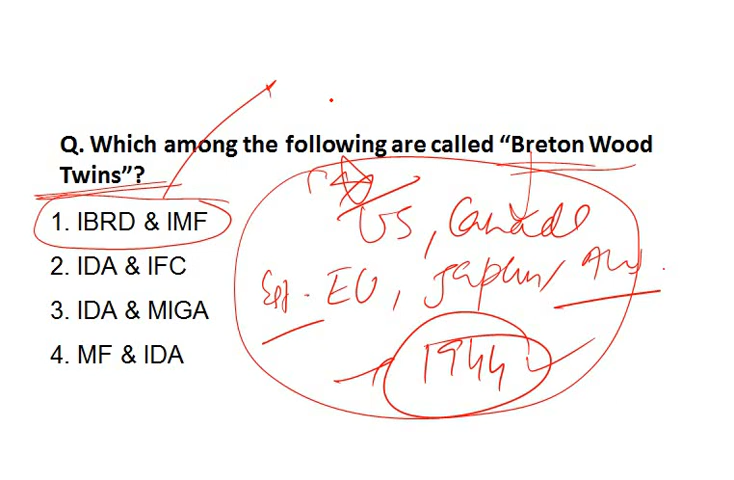 Q. Which among the following are called “Breton Wood
Twins”?
1. IBRD & IMF
2. IDA & IFC
3. IDA & MIGA
4. MF & IDA
US, Canada
EU, Japan,
1944